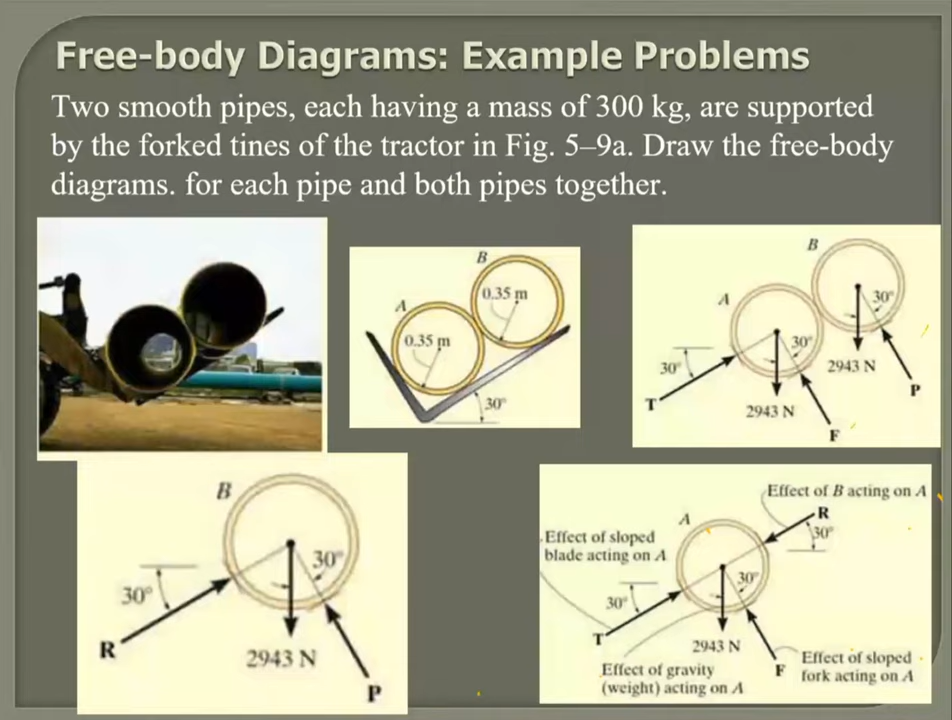 Free-body Diagrams: Example Problems
Two smooth pipes, each having a mass of 300 kg, are supported
by the forked tines of the tractor in Fig. 5–9a. Draw the free-body
diagrams. for each pipe and both pipes together.
B
A
0.35 m
0.35 m
30°
B
A
30°
30°
30°
2943 N
T
P
2943 N
F
B
30°
30°
R
2943 N
P
Effect of B acting on A
R
A
30°
Effect of sloped
blade acting on A
30°
30°
T
2943 N
Effect of gravity
(weight) acting on A
F
Effect of sloped
fork acting on A